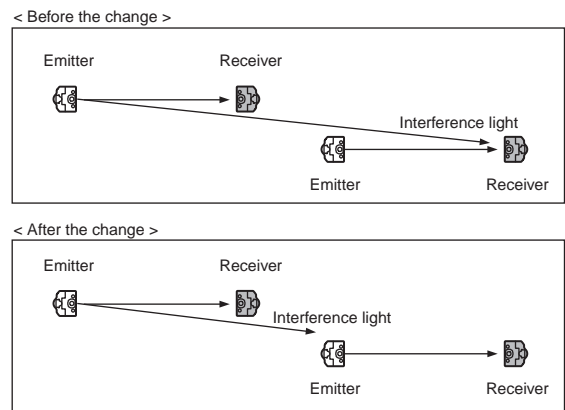 < Before the change >
Emitter Receiver
Interference light
Emitter Receiver
< After the change >
Emitter Receiver
Interference light
Emitter Receiver